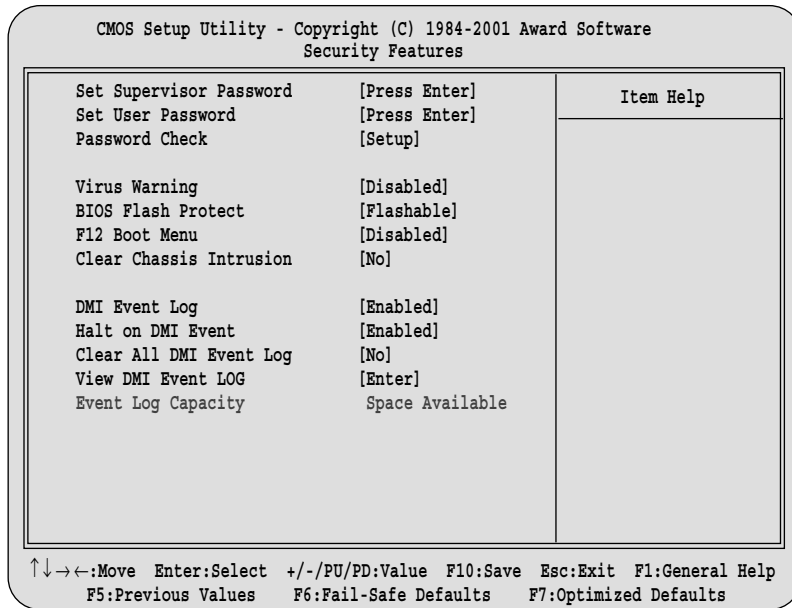 CMOS Setup Utility - Copyright (C) 1984-2001 Award Software
Security Features
Set Supervisor Password [Press Enter]
Set User Password [Press Enter]
Password Check [Setup]
Virus Warning [Disabled]
BIOS Flash Protect [Flashable]
F12 Boot Menu [Disabled]
Clear Chassis Intrusion [No]
DMI Event Log [Enabled]
Halt on DMI Event [Enabled]
Clear All DMI Event Log [No]
View DMI Event LOG [Enter]
Event Log Capacity Space Available
Item Help
↑↓→←:Move Enter:Select +/-/PU/PD:Value F10:Save Esc:Exit F1:General Help
F5:Previous Values F6:Fail-Safe Defaults F7:Optimized Defaults